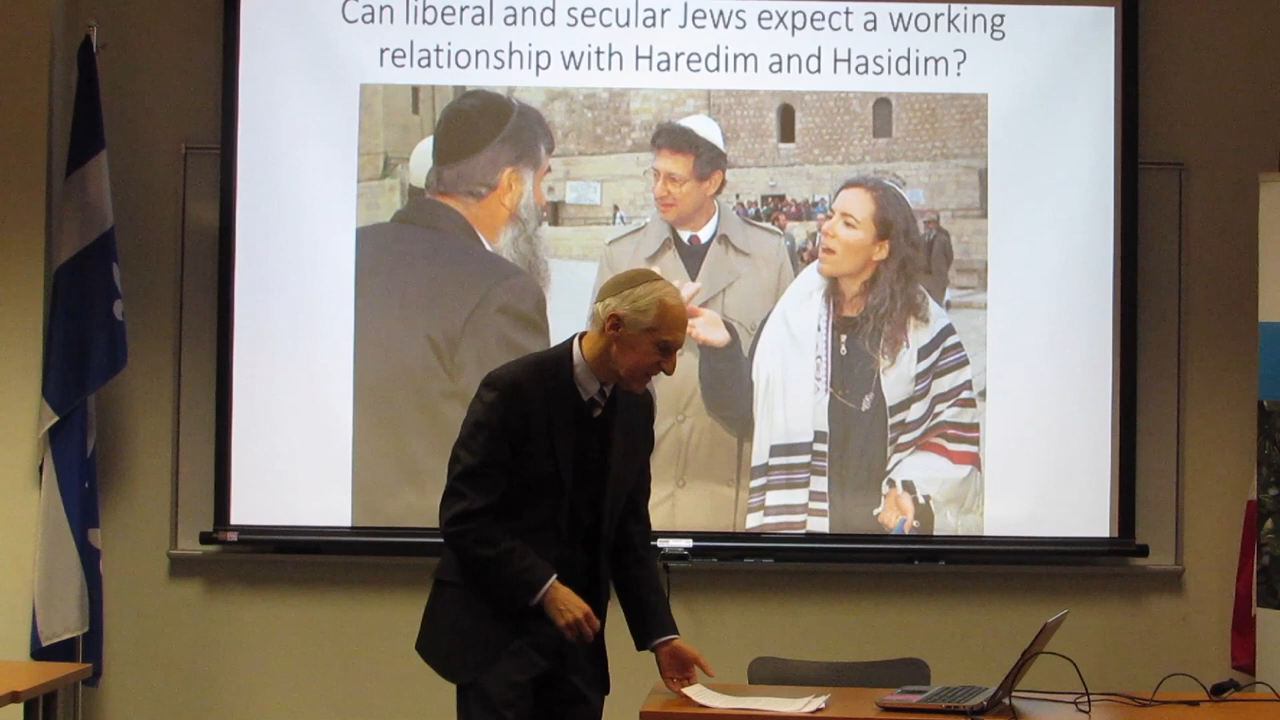 Can liberal and secular Jews expect a working
relationship with Haredim and Hasidim?